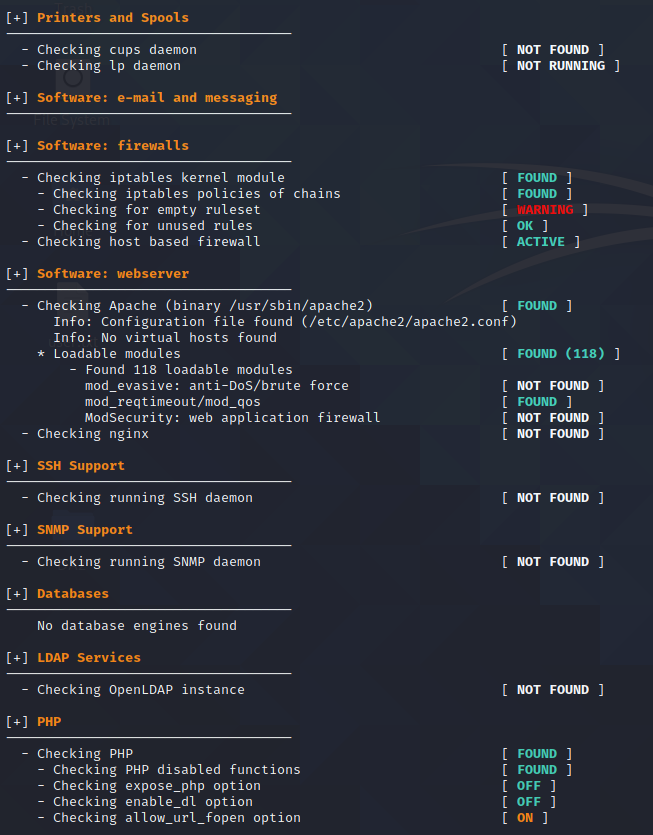 [+] Printers and Spools
- Checking cups daemon [ NOT FOUND ]
- Checking lp daemon [ NOT RUNNING ]
[+] Software: e-mail and messaging
File System
[+] Software: firewalls
- Checking iptables kernel module [ FOUND ]
- Checking iptables policies of chains [ FOUND ]
- Checking for empty ruleset [ WARNING ]
- Checking for unused rules [ OK ]
- Checking host based firewall [ ACTIVE ]
[+] Software: webserver
- Checking Apache (binary /usr/sbin/apache2) [ FOUND ]
Info: Configuration file found (/etc/apache2/apache2.conf)
Info: No virtual hosts found
* Loadable modules [ FOUND (118) ]
- Found 118 loadable modules
mod_evasive: anti-DoS/brute force [ NOT FOUND ]
mod_reqtimeout/mod_qos [ FOUND ]
ModSecurity: web application firewall [ NOT FOUND ]
- Checking nginx [ NOT FOUND ]
[+] SSH Support
- Checking running SSH daemon [ NOT FOUND ]
[+] SNMP Support
- Checking running SNMP daemon [ NOT FOUND ]
[+] Databases
No database engines found
[+] LDAP Services
- Checking OpenLDAP instance [ NOT FOUND ]
[+] PHP
- Checking PHP [ FOUND ]
- Checking PHP disabled functions [ FOUND ]
- Checking expose_php option [ OFF ]
- Checking enable_dl option [ OFF ]
- Checking allow_url_fopen option [ ON ]